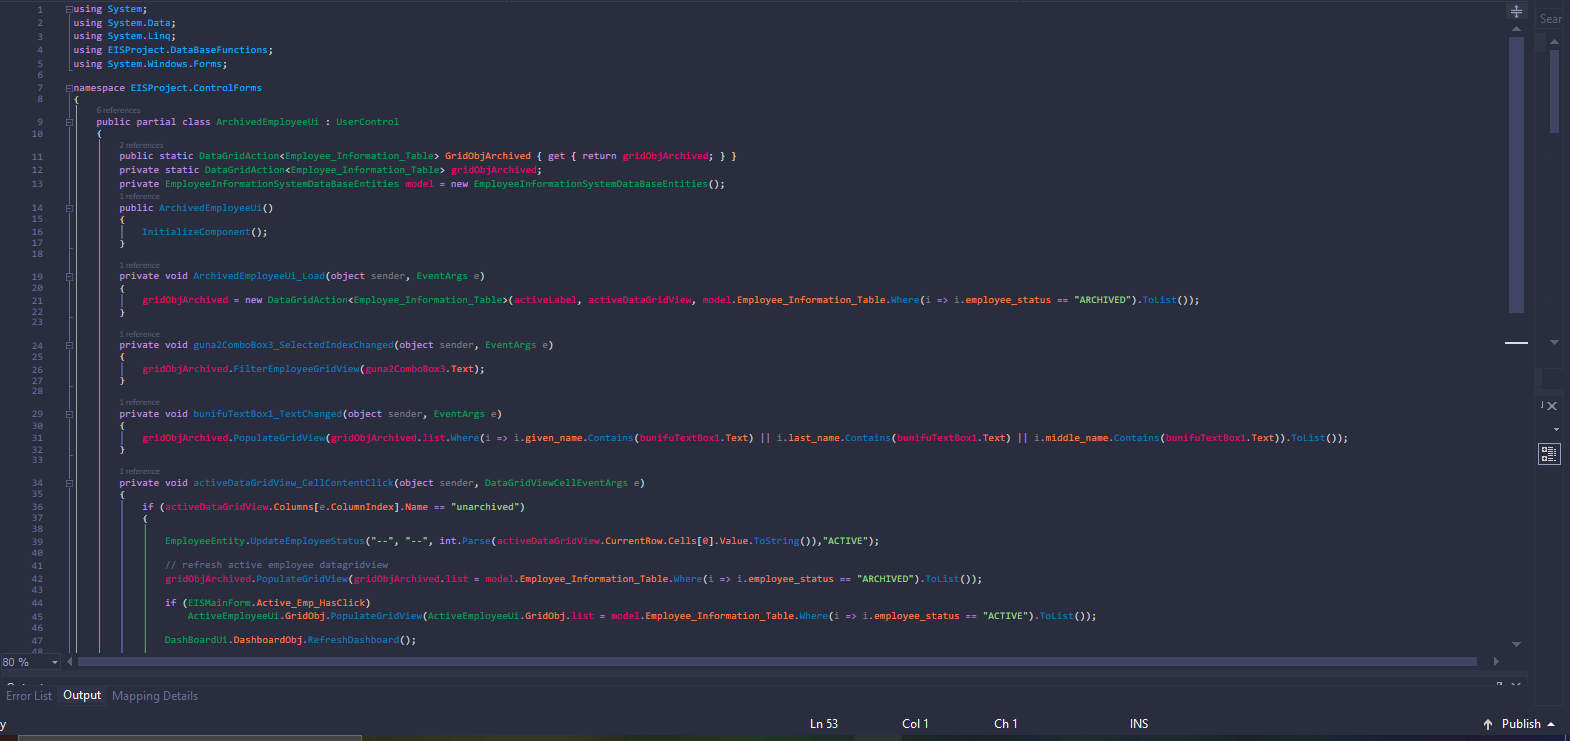 1 using System;
2 using System.Data;
3 using System.Linq;
4 using EISProject.DataBaseFunctions;
5 using System.Windows.Forms;
6
7 namespace EISProject.ControlForms
8 {
6 references
9 public partial class ArchivedEmployeeUi : UserControl
10 {
2 references
11 public static DataGridAction<Employee_Information_Table> GridObjArchived { get { return gridObjArchived; } }
12 private static DataGridAction<Employee_Information_Table> gridObjArchived;
13 private EmployeeInformationSystemDataBaseEntities model = new EmployeeInformationSystemDataBaseEntities();
1 reference
14 public ArchivedEmployeeUi()
15 {
16 InitializeComponent();
17 }
18
1 reference
19 private void ArchivedEmployeeUi_Load(object sender, EventArgs e)
20 {
21 gridObjArchived = new DataGridAction<Employee_Information_Table>(activeLabel, activeDataGridView, model.Employee_Information_Table.Where(i => i.employee_status == "ARCHIVED").ToList());
22 }
23
1 reference
24 private void guna2ComboBox3_SelectedIndexChanged(object sender, EventArgs e)
25 {
26 gridObjArchived.FilterEmployeeGridView(guna2ComboBox3.Text);
27 }
28
1 reference
29 private void bunifuTextBox1_TextChanged(object sender, EventArgs e)
30 {
31 gridObjArchived.PopulateGridView(gridObjArchived.list.Where(i => i.given_name.Contains(bunifuTextBox1.Text) || i.last_name.Contains(bunifuTextBox1.Text) || i.middle_name.Contains(bunifuTextBox1.Text)).ToList());
32 }
33
1 reference
34 private void activeDataGridView_CellContentClick(object sender, DataGridViewCellEventArgs e)
35 {
36 if (activeDataGridView.Columns[e.ColumnIndex].Name == "unarchived")
37 {
38
39 EmployeeEntity.UpdateEmployeeStatus("--", "--", int.Parse(activeDataGridView.CurrentRow.Cells[0].Value.ToString()),"ACTIVE");
40
41 // refresh active employee datagridview
42 gridObjArchived.PopulateGridView(gridObjArchived.list = model.Employee_Information_Table.Where(i => i.employee_status == "ARCHIVED").ToList());
43
44 if (EISMainForm.Active_Emp_HasClick)
45 ActiveEmployeeUi.GridObj.PopulateGridView(ActiveEmployeeUi.GridObj.list = model.Employee_Information_Table.Where(i => i.employee_status == "ACTIVE").ToList());
46
47 DashBoardUi.DashboardObj.RefreshDashboard();
48
Sear
80 %
Error List Output Mapping Details
y Ln 53 Col 1 Ch 1 INS Publish